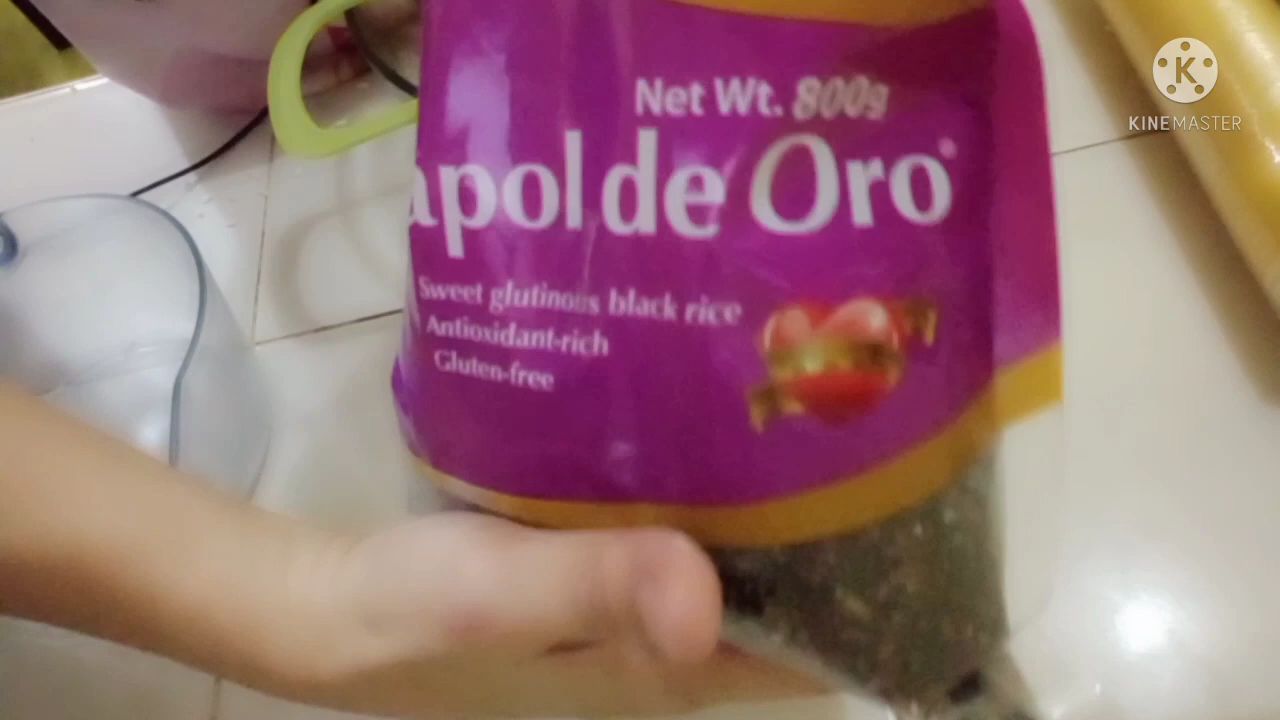 Net Wt. 800g
apol de Oro
Sweet glutinous black rice
Antioxidant-rich
Gluten-free
K
KINEMASTER